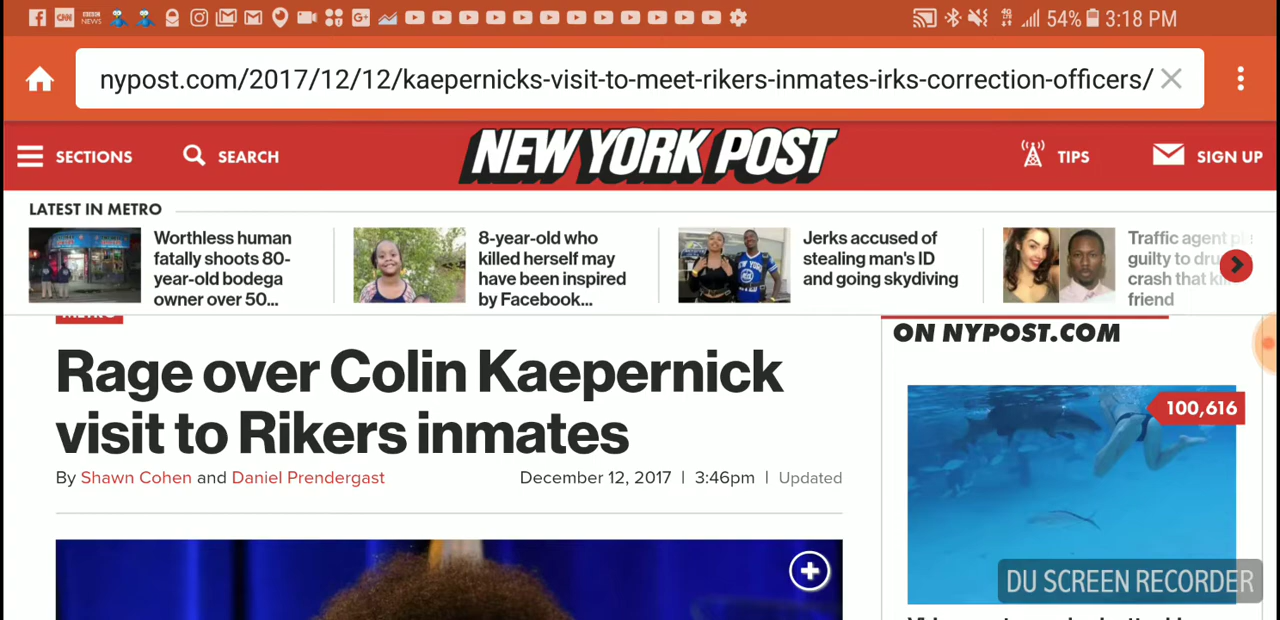 54% 3:18 PM
nypost.com/2017/12/12/kaepernicks-visit-to-meet-rikers-inmates-irks-correction-officers/
SECTIONS
SEARCH
NEW YORK POST
TIPS
SIGN UP
LATEST IN METRO
Worthless human
fatally shoots 80-
year-old bodega
owner over 50...
8-year-old who
killed herself may
have been inspired
by Facebook...
Jerks accused of
stealing man's ID
and going skydiving
Traffic agent
guilty to
crash that
friend
METRO
Rage over Colin Kaepernick
visit to Rikers inmates
By Shawn Cohen and Daniel Prendergast
December 12, 2017 | 3:46pm | Updated
ON NYPOST.COM
100,616
DU SCREEN RECORDER